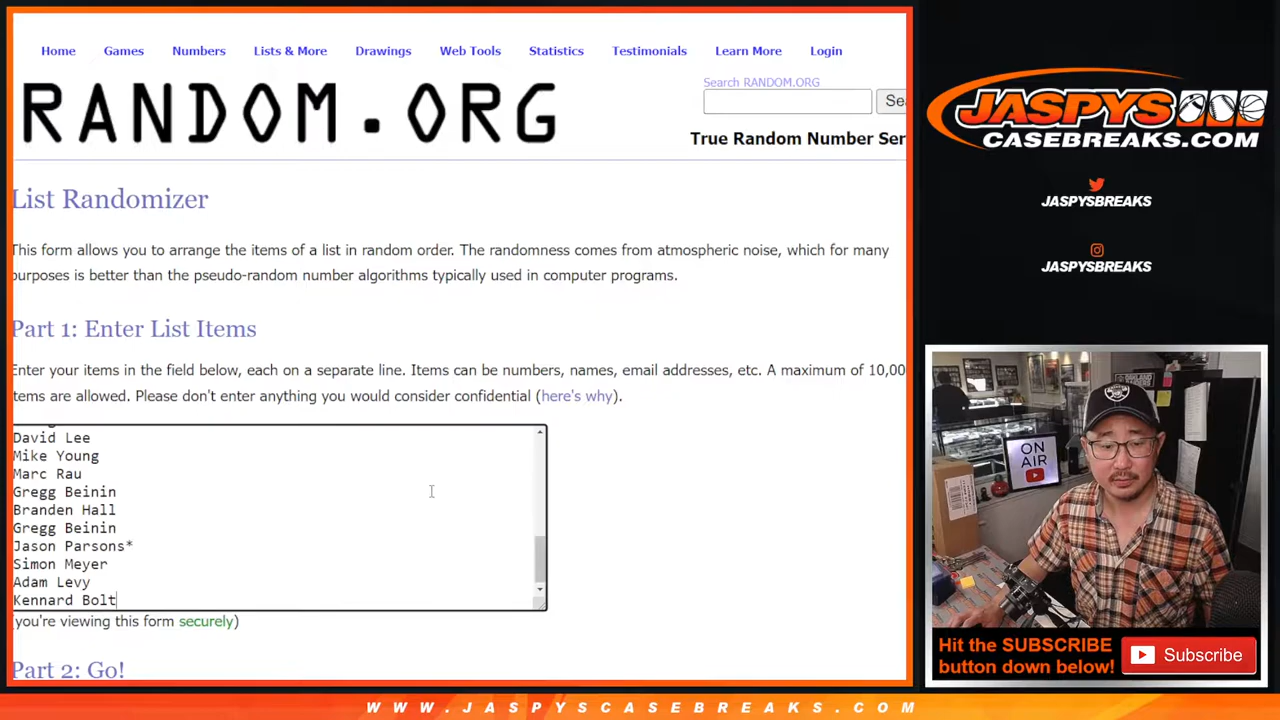 Home Games Numbers Lists & More Drawings Web Tools Statistics Testimonials Learn More Login
RANDOM.ORG
Search RANDOM.ORG
True Random Number Ser
List Randomizer
This form allows you to arrange the items of a list in random order. The randomness comes from atmospheric noise, which for many
purposes is better than the pseudo-random number algorithms typically used in computer programs.
Part 1: Enter List Items
Enter your items in the field below, each on a separate line. Items can be numbers, names, email addresses, etc. A maximum of 10,00
items are allowed. Please don't enter anything you would consider confidential (here's why).
David Lee
Mike Young
Marc Rau
Gregg Beinin
Branden Hall
Gregg Beinin
Jason Parsons*
Simon Meyer
Adam Levy
Kennard Bolt
(you're viewing this form securely)
Part 2: Go!
JASPYS
CASEBREAKS.COM
JASPYSBREAKS
JASPYSBREAKS
ON
AIR
Hit the SUBSCRIBE
button down below!
Subscribe
WWW.JASPYSCASEBREAKS.COM